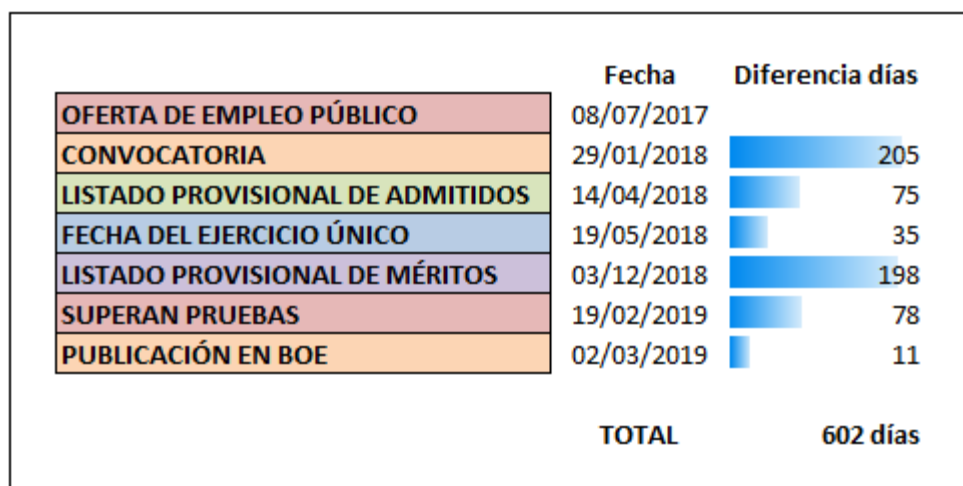 Fecha Diferencia días
OFERTA DE EMPLEO PÚBLICO 08/07/2017
CONVOCATORIA 29/01/2018 205
LISTADO PROVISIONAL DE ADMITIDOS 14/04/2018 75
FECHA DEL EJERCICIO ÚNICO 19/05/2018 35
LISTADO PROVISIONAL DE MÉRITOS 03/12/2018 198
SUPERAN PRUEBAS 19/02/2019 78
PUBLICACIÓN EN BOE 02/03/2019 11
TOTAL 602 días